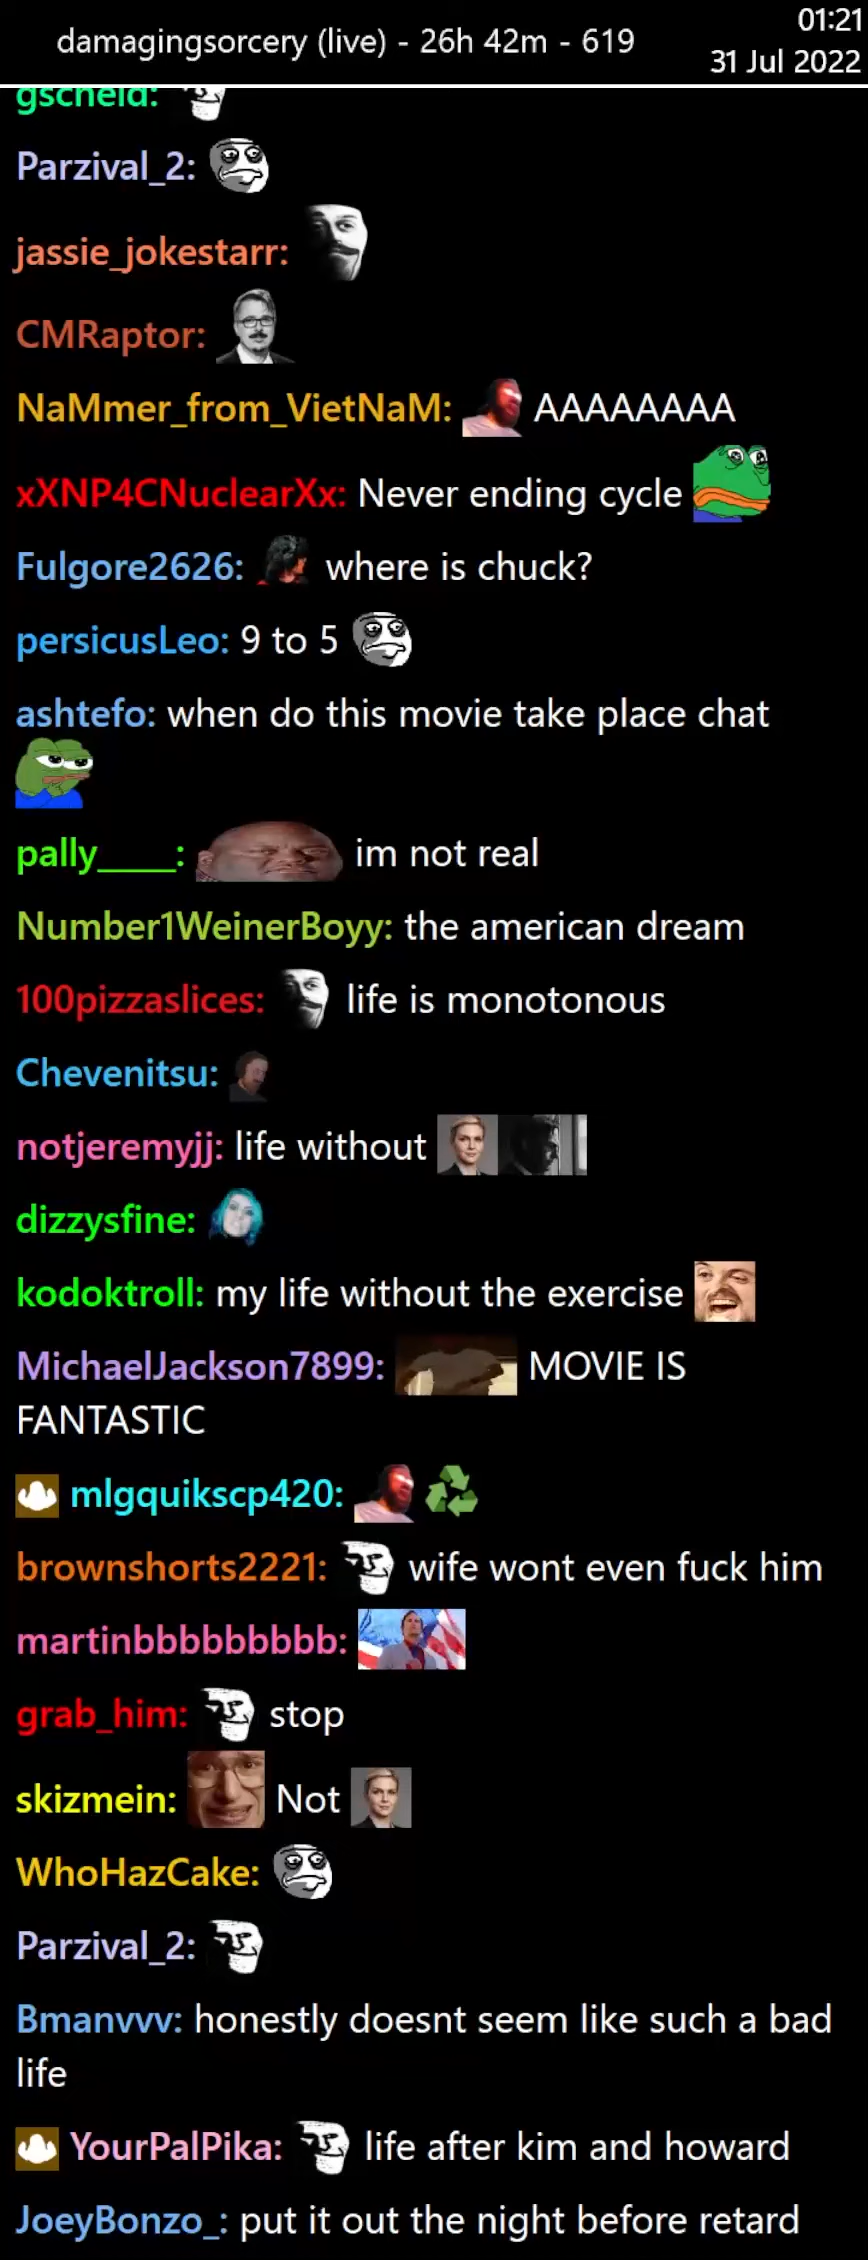 damagingsorcery (live) - 26h 42m - 619
01:21
31 Jul 2022
gscheid:
Parzival_2:
jassie_jokestarr:
CMRaptor:
NaMmer_from_VietNaM: AAAAAAAA
xXNP4CNuclearXx: Never ending cycle
Fulgore2626: where is chuck?
persicusLeo: 9 to 5
ashtefo: when do this movie take place chat
pally_____: im not real
Number1WeinerBoyy: the american dream
100pizzaslices: life is monotonous
Chevenitsu:
notjeremyjj: life without
dizzysfine:
kodoktroll: my life without the exercise
MichaelJackson7899: MOVIE IS
FANTASTIC
mlgquikscp420:
brownshorts2221: wife wont even fuck him
martinbbbbbbbbbb:
grab_him: stop
skizmein: Not
WhoHazCake:
Parzival_2:
Bmanvvv: honestly doesnt seem like such a bad
life
YourPalPika: life after kim and howard
JoeyBonzo_: put it out the night before retard